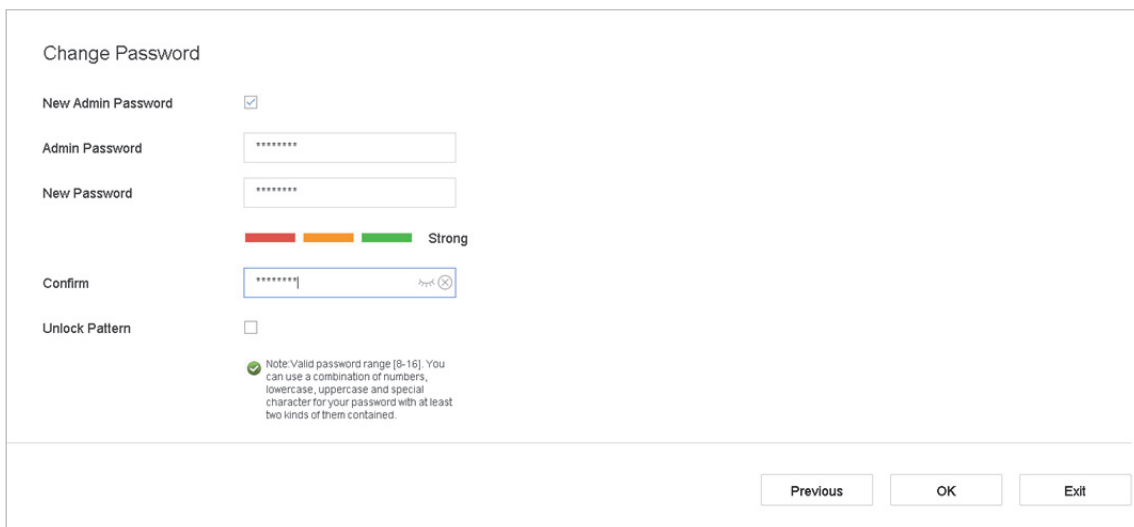 Change Password
New Admin Password
Admin Password ********
New Password ********
Strong
Confirm ********
Unlock Pattern
Note:Valid password range [8-16]. You
can use a combination of numbers,
lowercase, uppercase and special
character for your password with at least
two kinds of them contained.
Previous OK Exit